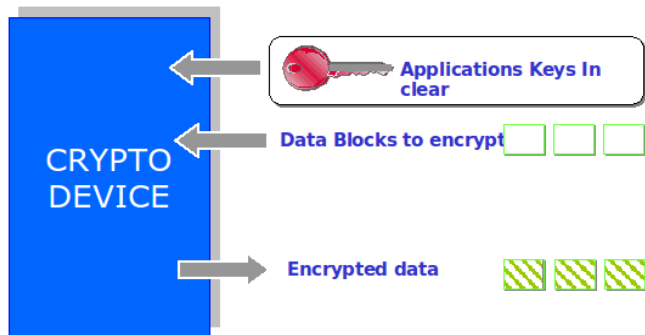 Applications Keys In
clear
Data Blocks to encrypt
CRYPTO
DEVICE
Encrypted data